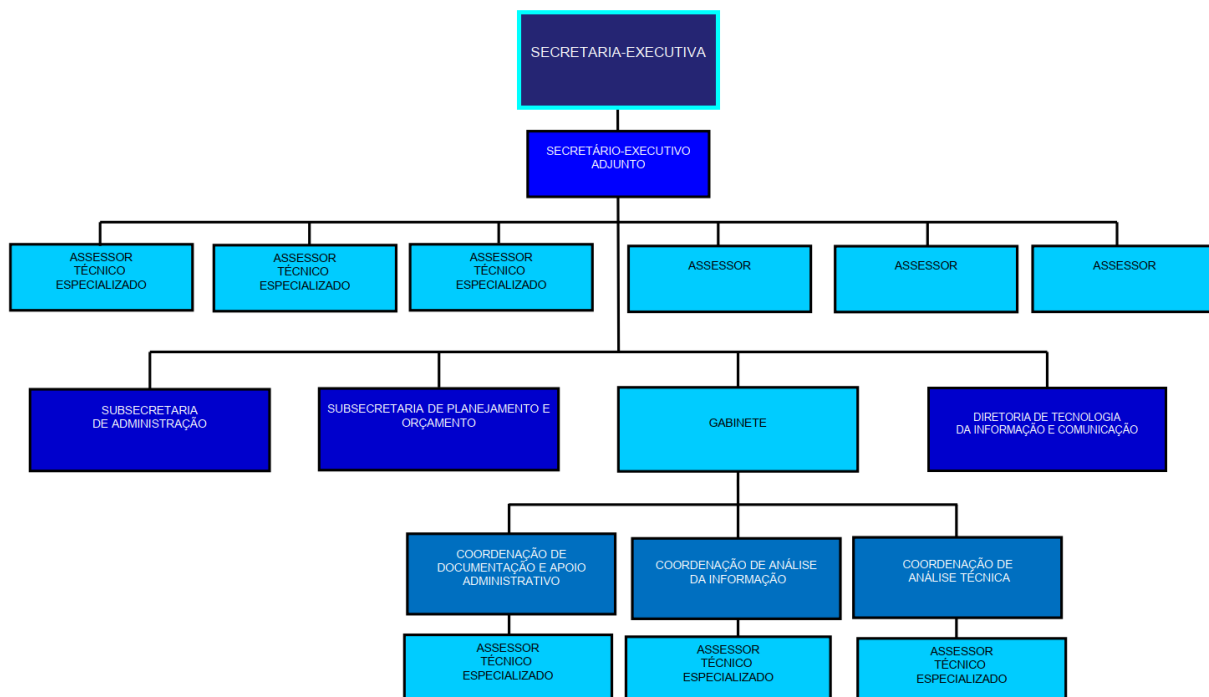 SECRETARIA-EXECUTIVA
SECRETÁRIO-EXECUTIVO
ADJUNTO
ASSESSOR
TÉCNICO
ESPECIALIZADO
ASSESSOR
TÉCNICO
ESPECIALIZADO
ASSESSOR
TÉCNICO
ESPECIALIZADO
ASSESSOR
ASSESSOR
ASSESSOR
SUBSECRETARIA
DE ADMINISTRAÇÃO
SUBSECRETARIA DE PLANEJAMENTO E
ORÇAMENTO
GABINETE
DIRETORIA DE TECNOLOGIA
DA INFORMAÇÃO E COMUNICAÇÃO
COORDENAÇÃO DE
DOCUMENTAÇÃO E APOIO
ADMINISTRATIVO
COORDENAÇÃO DE ANÁLISE
DA INFORMAÇÃO
COORDENAÇÃO DE
ANÁLISE TÉCNICA
ASSESSOR
TÉCNICO
ESPECIALIZADO
ASSESSOR
TÉCNICO
ESPECIALIZADO
ASSESSOR
TÉCNICO
ESPECIALIZADO